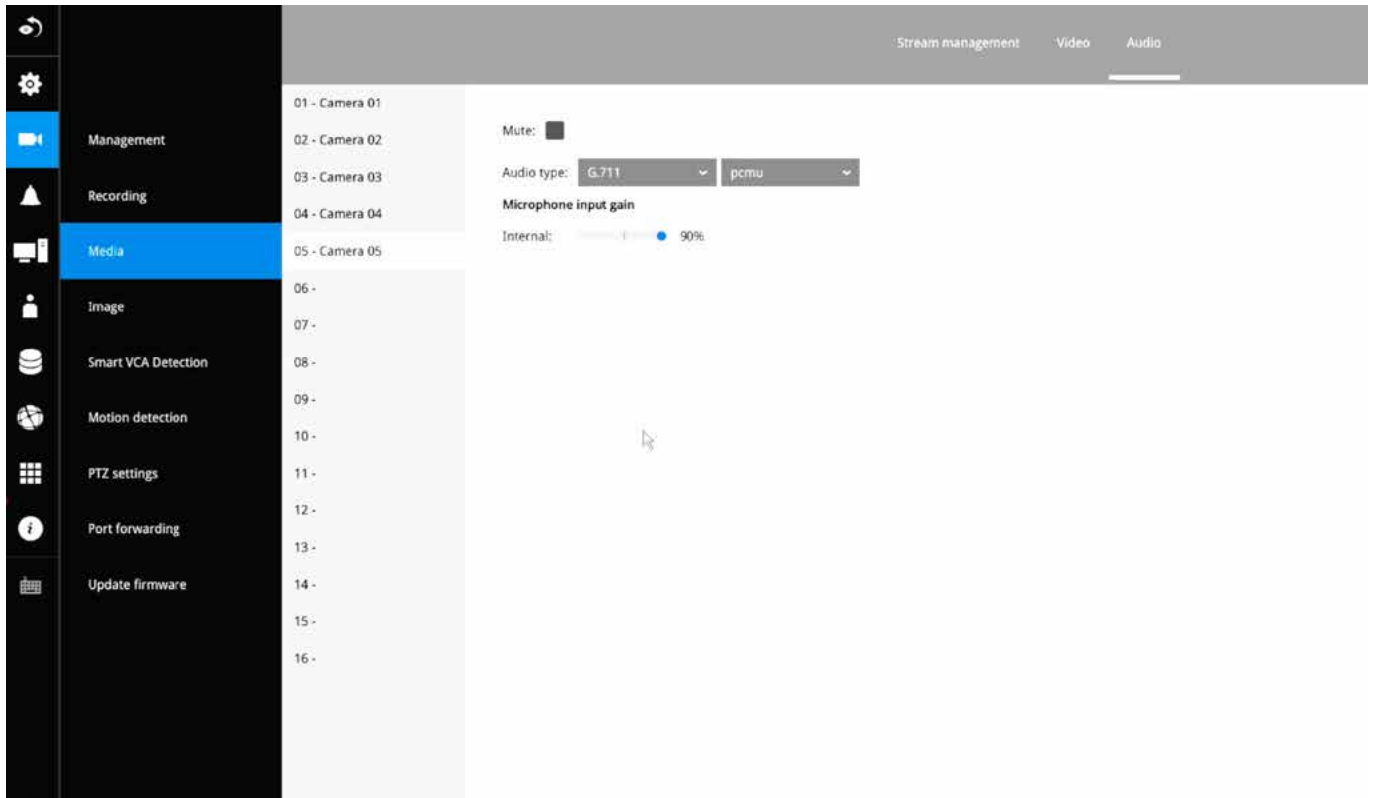 Stream management Video Audio
Management
Recording
Media
Image
Smart VCA Detection
Motion detection
PTZ settings
Port forwarding
Update firmware
01 - Camera 01
02 - Camera 02
03 - Camera 03
04 - Camera 04
05 - Camera 05
06 -
07 -
08 -
09 -
10 -
11 -
12 -
13 -
14 -
15 -
16 -
Mute:
Audio type: G.711 pcmu
Microphone input gain
Internal: 90%